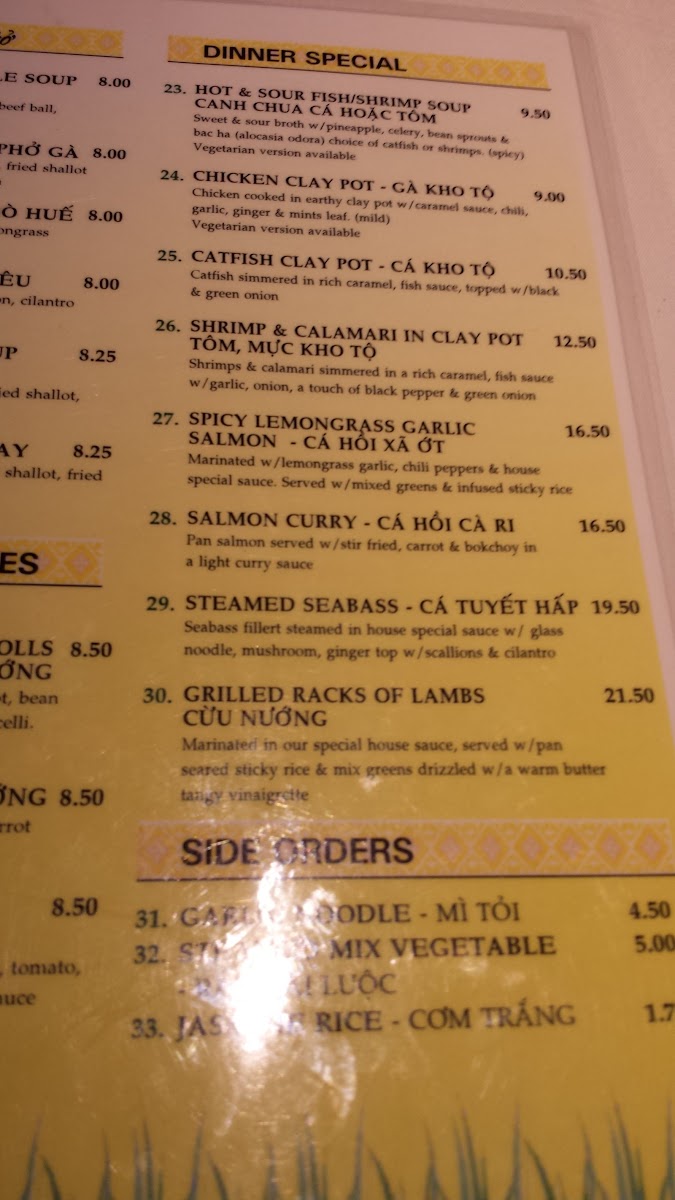 LE SOUP 8.00
beef ball,
PHỞ GÀ 8.00
fried shallot
Ò HUẾ 8.00
ongrass
ÊU 8.00
on, cilantro
UP 8.25
ied shallot,
AY 8.25
shallot, fried
ES
OLLS 8.50
ỚNG
ot, bean
celli.
ỚNG 8.50
rrot
8.50
, tomato,
auce
DINNER SPECIAL
23. HOT & SOUR FISH/SHRIMP SOUP 9.50
CANH CHUA CÁ HOẶC TÔM
Sweet & sour broth w/pineapple, celery, bean sprouts &
bac ha (alocasia odora) choice of catfish or shrimps. (spicy)
Vegetarian version available
24. CHICKEN CLAY POT - GÀ KHO TỘ 9.00
Chicken cooked in earthy clay pot w/caramel sauce, chili,
garlic, ginger & mints leaf. (mild)
Vegetarian version available
25. CATFISH CLAY POT - CÁ KHO TỘ 10.50
Catfish simmered in rich caramel, fish sauce, topped w/black
& green onion
26. SHRIMP & CALAMARI IN CLAY POT 12.50
TÔM, MỰC KHO TỘ
Shrimps & calamari simmered in a rich caramel, fish sauce
w/garlic, onion, a touch of black pepper & green onion
27. SPICY LEMONGRASS GARLIC 16.50
SALMON - CÁ HỒI XÃ ỚT
Marinated w/lemongrass garlic, chili peppers & house
special sauce. Served w/mixed greens & infused sticky rice
28. SALMON CURRY - CÁ HỒI CÀ RI 16.50
Pan salmon served w/stir fried, carrot & bokchoy in
a light curry sauce
29. STEAMED SEABASS - CÁ TUYẾT HẤP 19.50
Seabass fillert steamed in house special sauce w/ glass
noodle, mushroom, ginger top w/scallions & cilantro
30. GRILLED RACKS OF LAMBS 21.50
CỪU NƯỚNG
Marinated in our special house sauce, served w/pan
seared sticky rice & mix greens drizzled w/a warm butter
tangy vinaigrette
SIDE ORDERS
31. GARLIC NOODLE - MÌ TỎI 4.50
32. MIX VEGETABLE 5.00
LUỘC
33. JASMINE RICE - CƠM TRẮNG 1.7